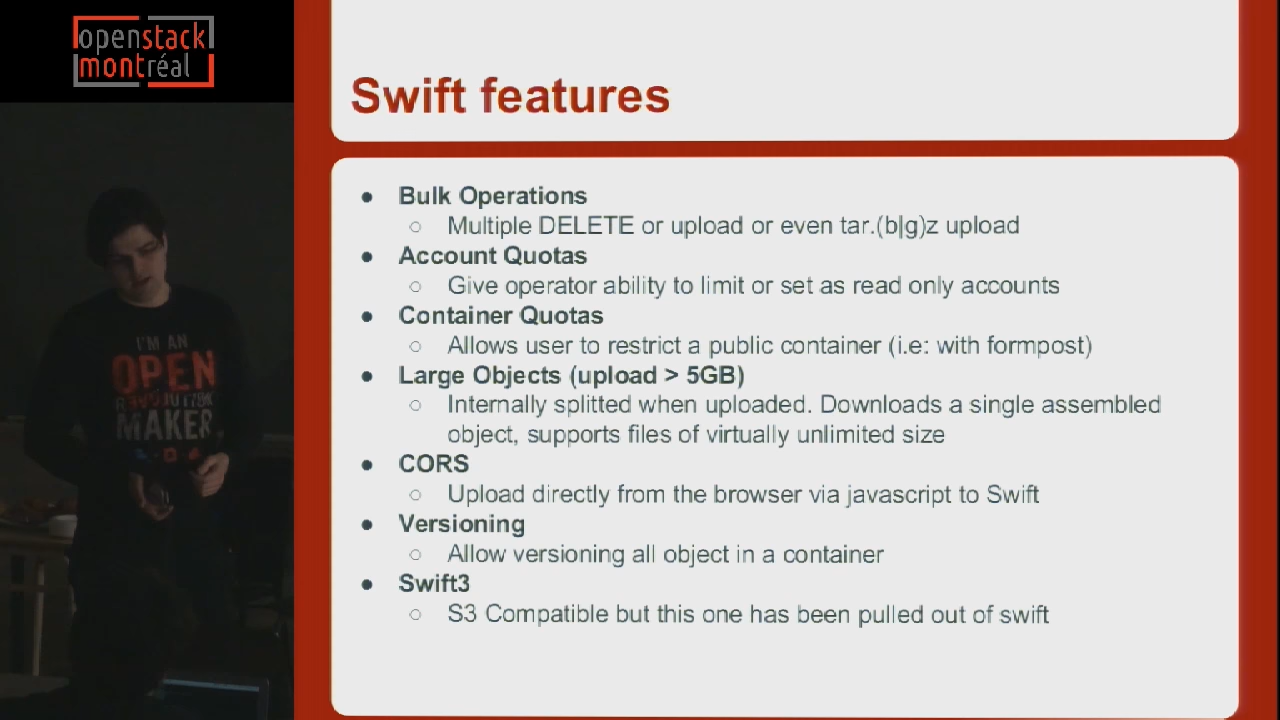 openstack
montréal
Swift features
● Bulk Operations
○ Multiple DELETE or upload or even tar.(b|g)z upload
● Account Quotas
○ Give operator ability to limit or set as read only accounts
● Container Quotas
○ Allows user to restrict a public container (i.e: with formpost)
● Large Objects (upload > 5GB)
○ Internally splitted when uploaded. Downloads a single assembled
object, supports files of virtually unlimited size
● CORS
○ Upload directly from the browser via javascript to Swift
● Versioning
○ Allow versioning all object in a container
● Swift3
○ S3 Compatible but this one has been pulled out of swift
I'M AN
OPEN
MAKER